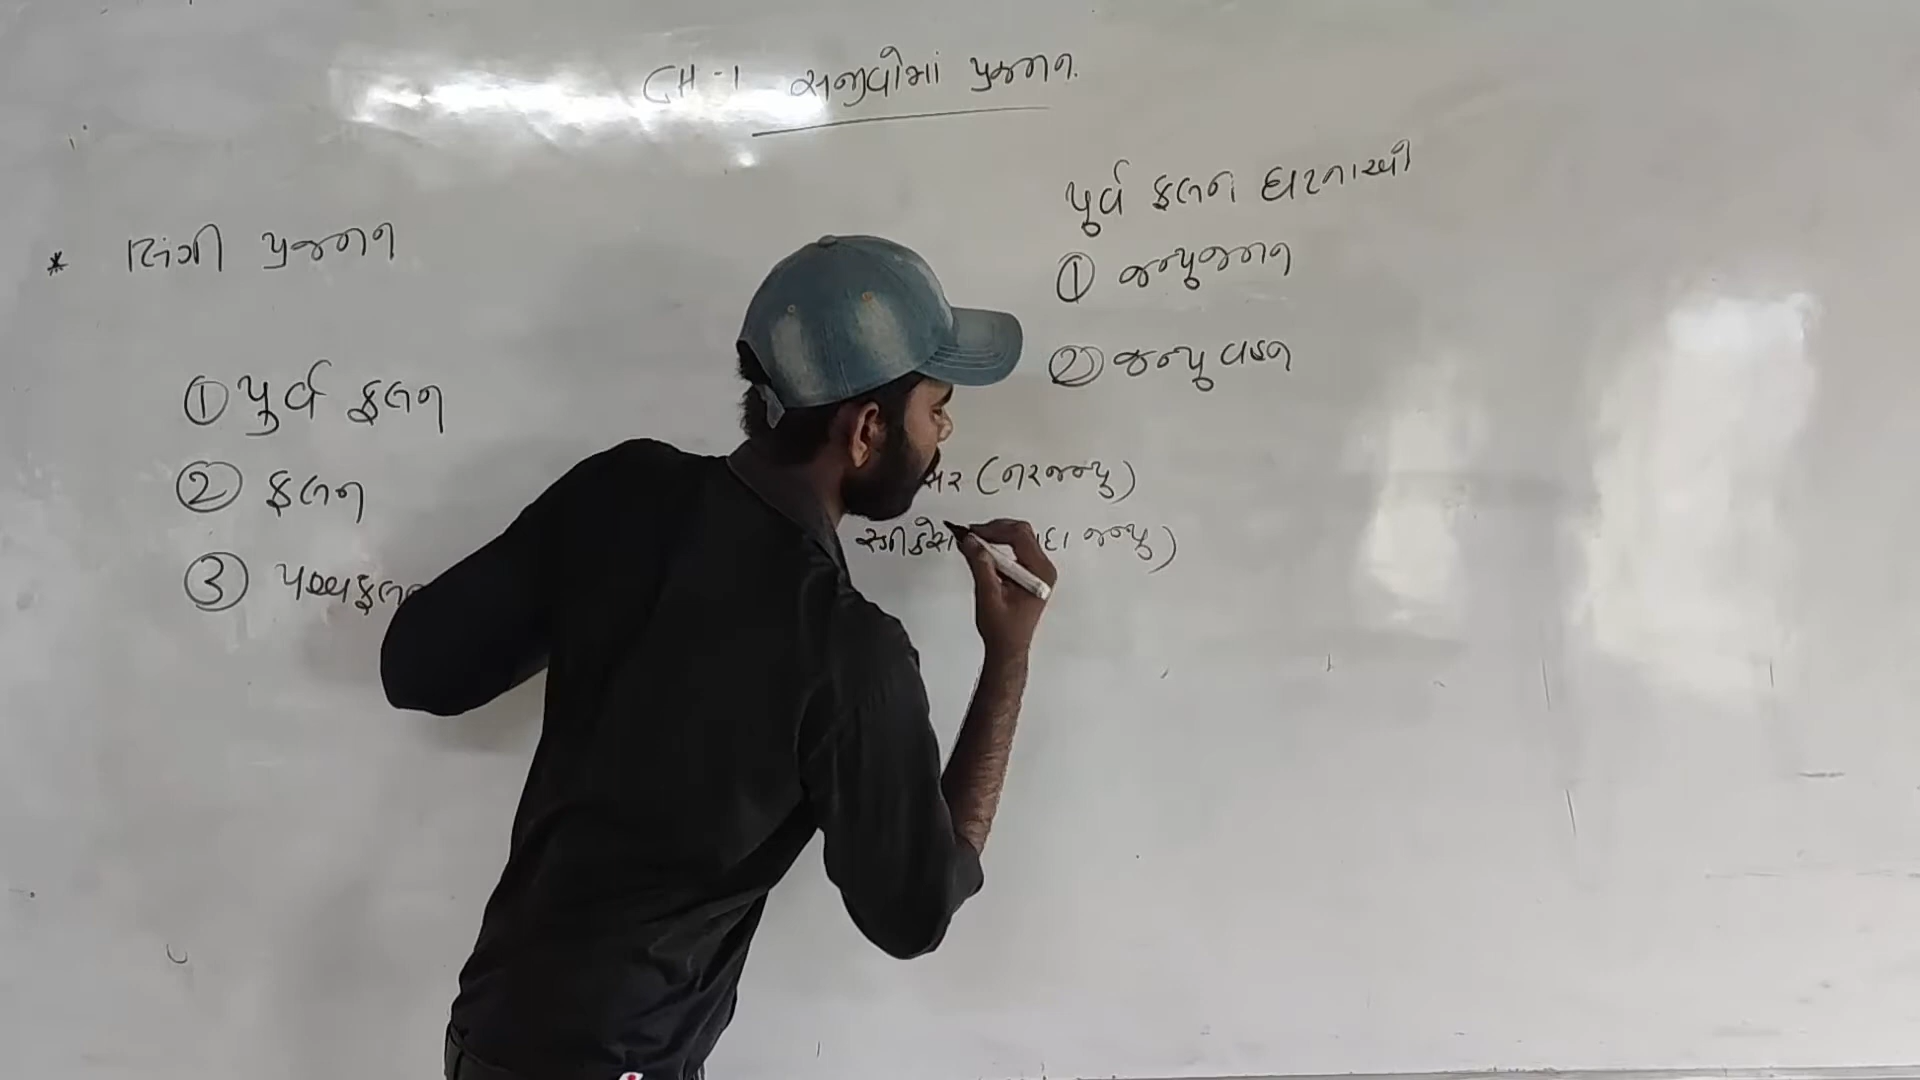 CH-1 સજીવોમાં પ્રજનન.
* લિંગી પ્રજનન
① પુર્વ ફલન
② ફલન
③ પશ્ચફલન
પુર્વ ફલન ઘટનાઓ
① જન્યુજનન
② જન્યુ વહન
(નરજન્યુ)
જન્યુ)